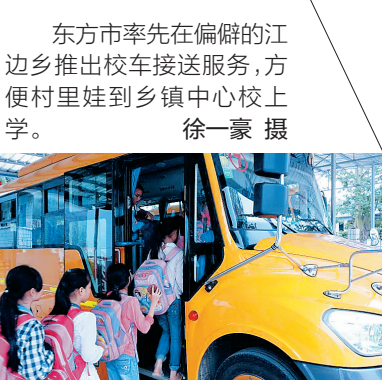 东方市率先在偏僻的江
边乡推出校车接送服务，方
便村里娃到乡镇中心校上
学。 徐一豪 摄